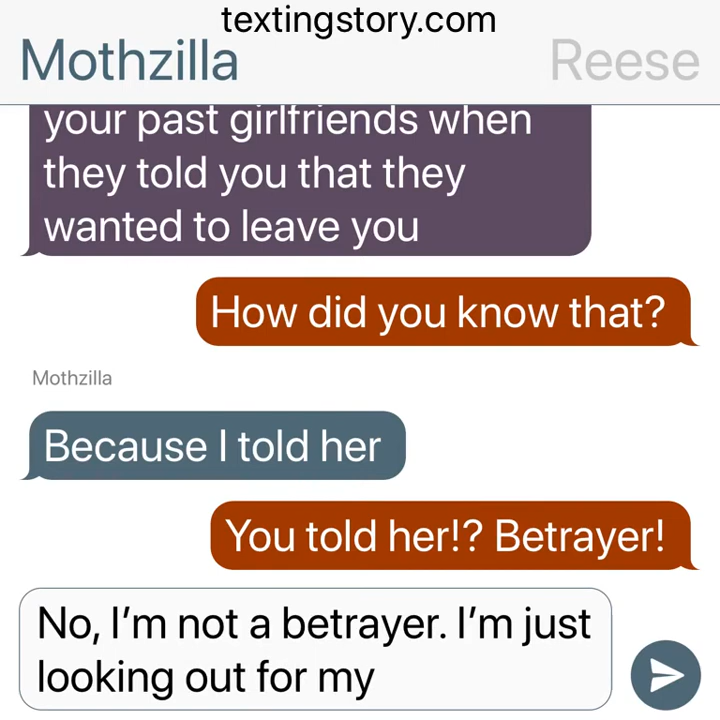 textingstory.com
Mothzilla
Reese
your past girlfriends when
they told you that they
wanted to leave you
How did you know that?
Mothzilla
Because I told her
You told her!? Betrayer!
No, I’m not a betrayer. I’m just
looking out for my